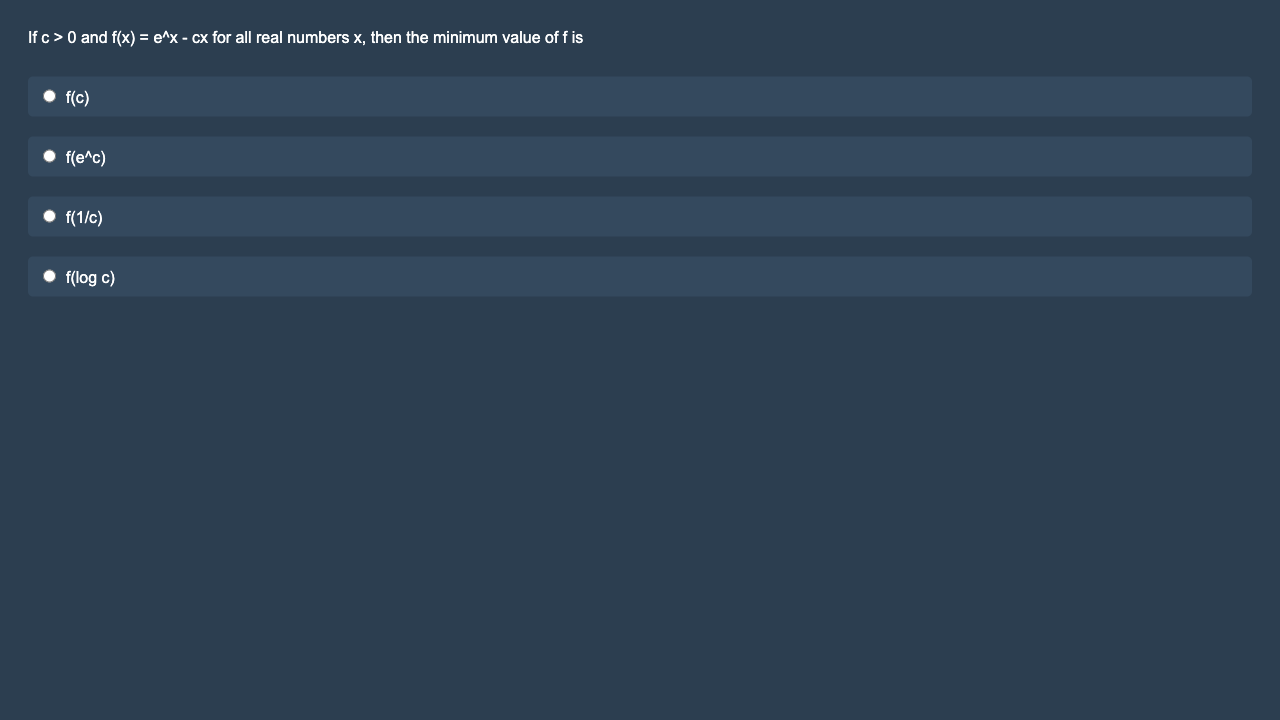 If c > 0 and f(x) = e^x - cx for all real numbers x, then the minimum value of f is
f(c)
f(e^c)
f(1/c)
f(log c)